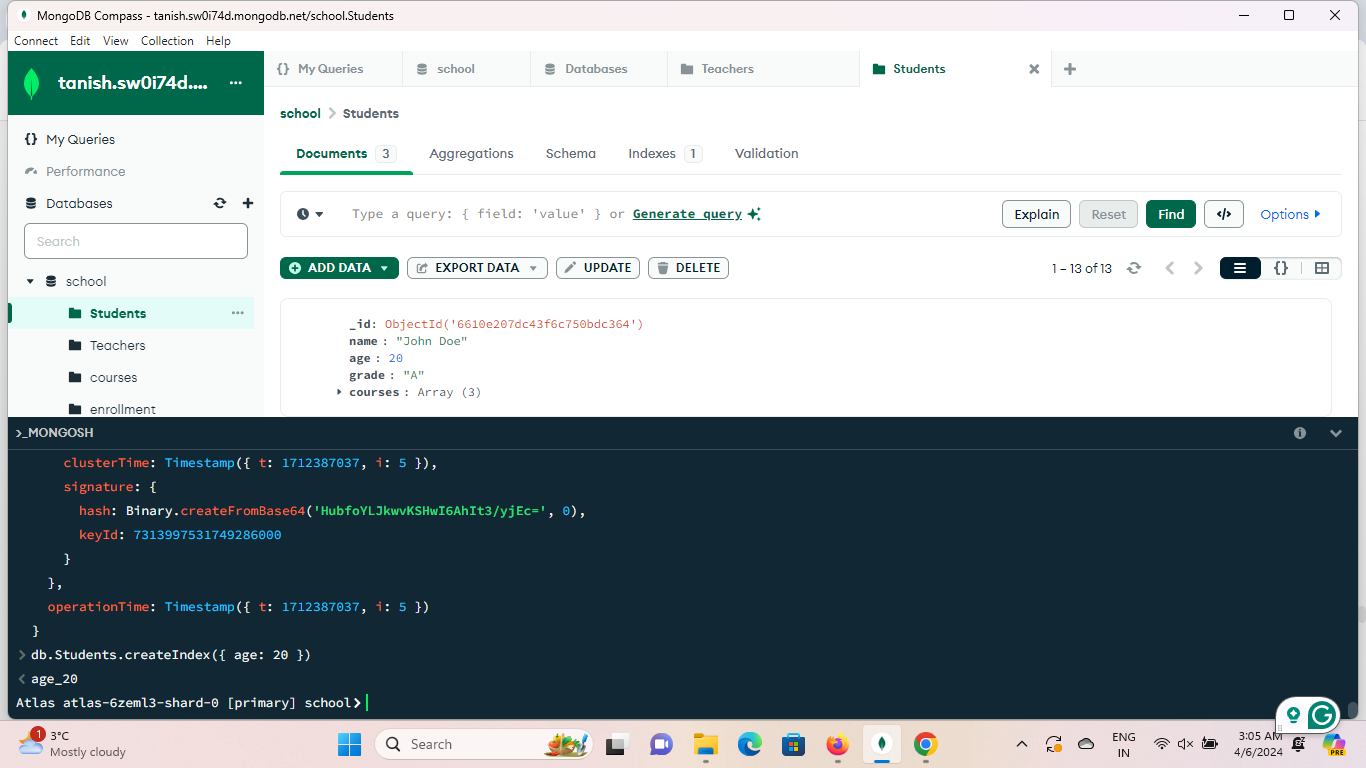 MongoDB Compass - tanish.sw0i74d.mongodb.net/school.Students
Connect Edit View Collection Help
tanish.sw0i74d....
My Queries
Performance
Databases
Search
school
Students
Teachers
courses
enrollment
{} My Queries school Databases Teachers Students
school > Students
Documents 3 Aggregations Schema Indexes 1 Validation
Type a query: { field: 'value' } or Generate query
Explain Reset Find </> Options
ADD DATA EXPORT DATA UPDATE DELETE
1 – 13 of 13
{}
_id: ObjectId('6610e207dc43f6c750bdc364')
name : "John Doe"
age : 20
grade : "A"
courses : Array (3)
>_MONGOSH
clusterTime: Timestamp({ t: 1712387037, i: 5 }),
signature: {
hash: Binary.createFromBase64('HubfoYLJkwvKSHwI6AhIt3/yjEc=', 0),
keyId: 7313997531749286000
}
},
operationTime: Timestamp({ t: 1712387037, i: 5 })
}
> db.Students.createIndex({ age: 20 })
< age_20
Atlas atlas-6zeml3-shard-0 [primary] school>
1
3°C
Mostly cloudy
Search
ENG
IN
3:05 AM
4/6/2024
PRE